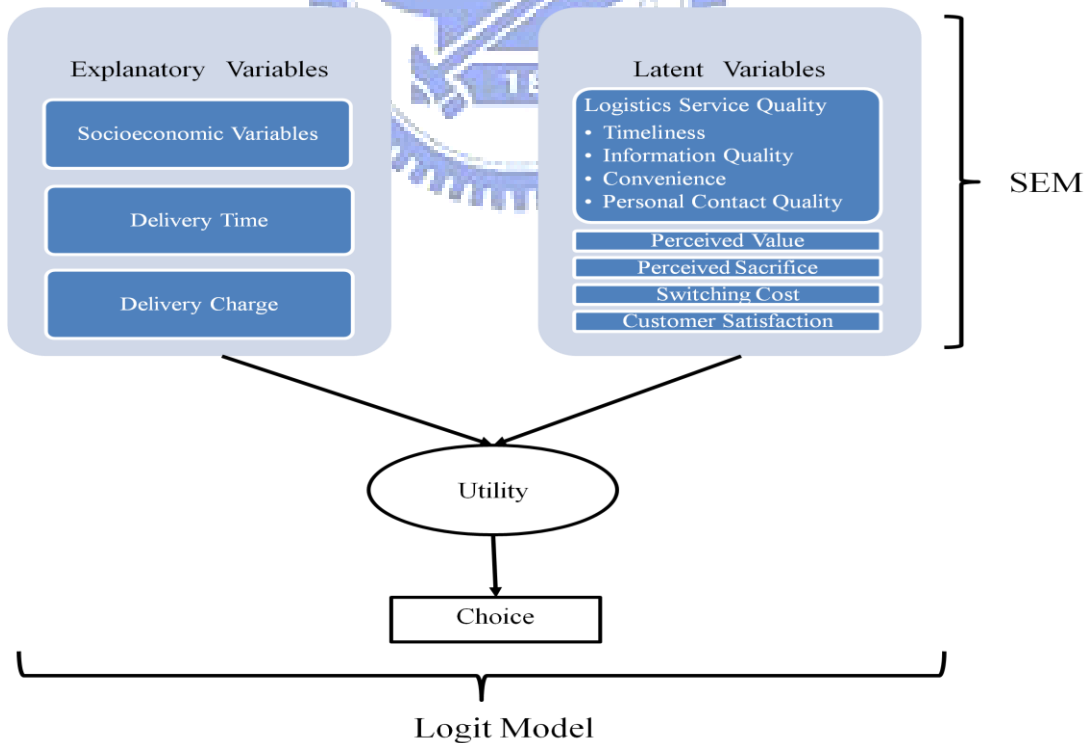 Explanatory Variables
Socioeconomic Variables
Delivery Time
Delivery Charge
Latent Variables
Logistics Service Quality
• Timeliness
• Information Quality
• Convenience
• Personal Contact Quality
Perceived Value
Perceived Sacrifice
Switching Cost
Customer Satisfaction
SEM
Utility
Choice
Logit Model